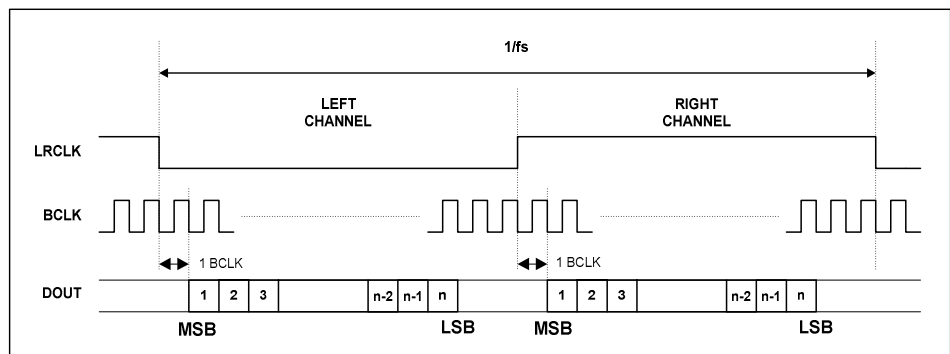 1/fs
LEFT
CHANNEL
RIGHT
CHANNEL
LRCLK
BCLK
1 BCLK
1 BCLK
DOUT
1 2 3 n-2 n-1 n 1 2 3 n-2 n-1 n
MSB LSB MSB LSB